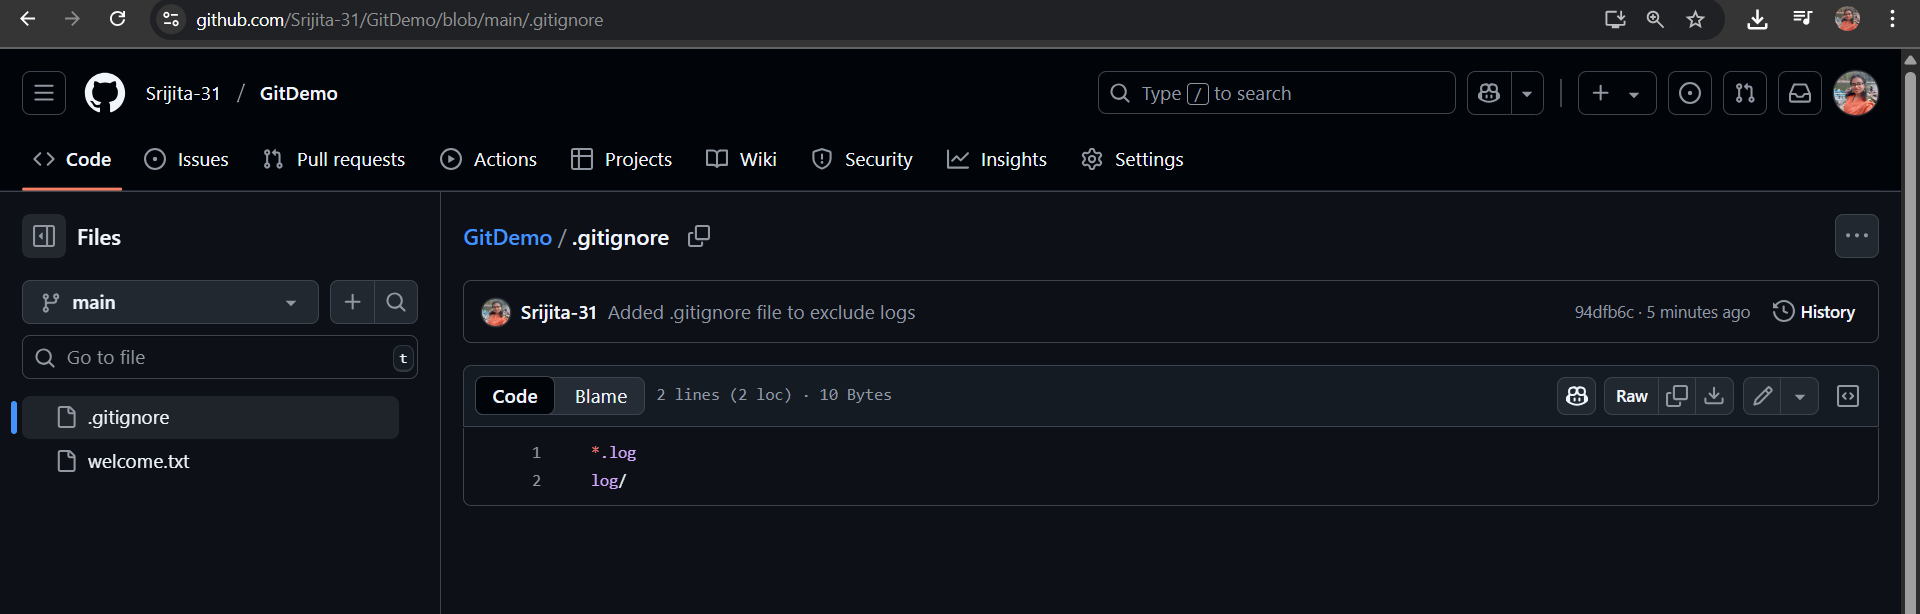 github.com/Srijita-31/GitDemo/blob/main/.gitignore
Srijita-31 / GitDemo
Type / to search
Code Issues Pull requests Actions Projects Wiki Security Insights Settings
Files
main
Go to file t
.gitignore
welcome.txt
GitDemo / .gitignore
Srijita-31 Added .gitignore file to exclude logs 94dfb6c · 5 minutes ago History
Code Blame 2 lines (2 loc) · 10 Bytes Raw
1 *.log
2 log/